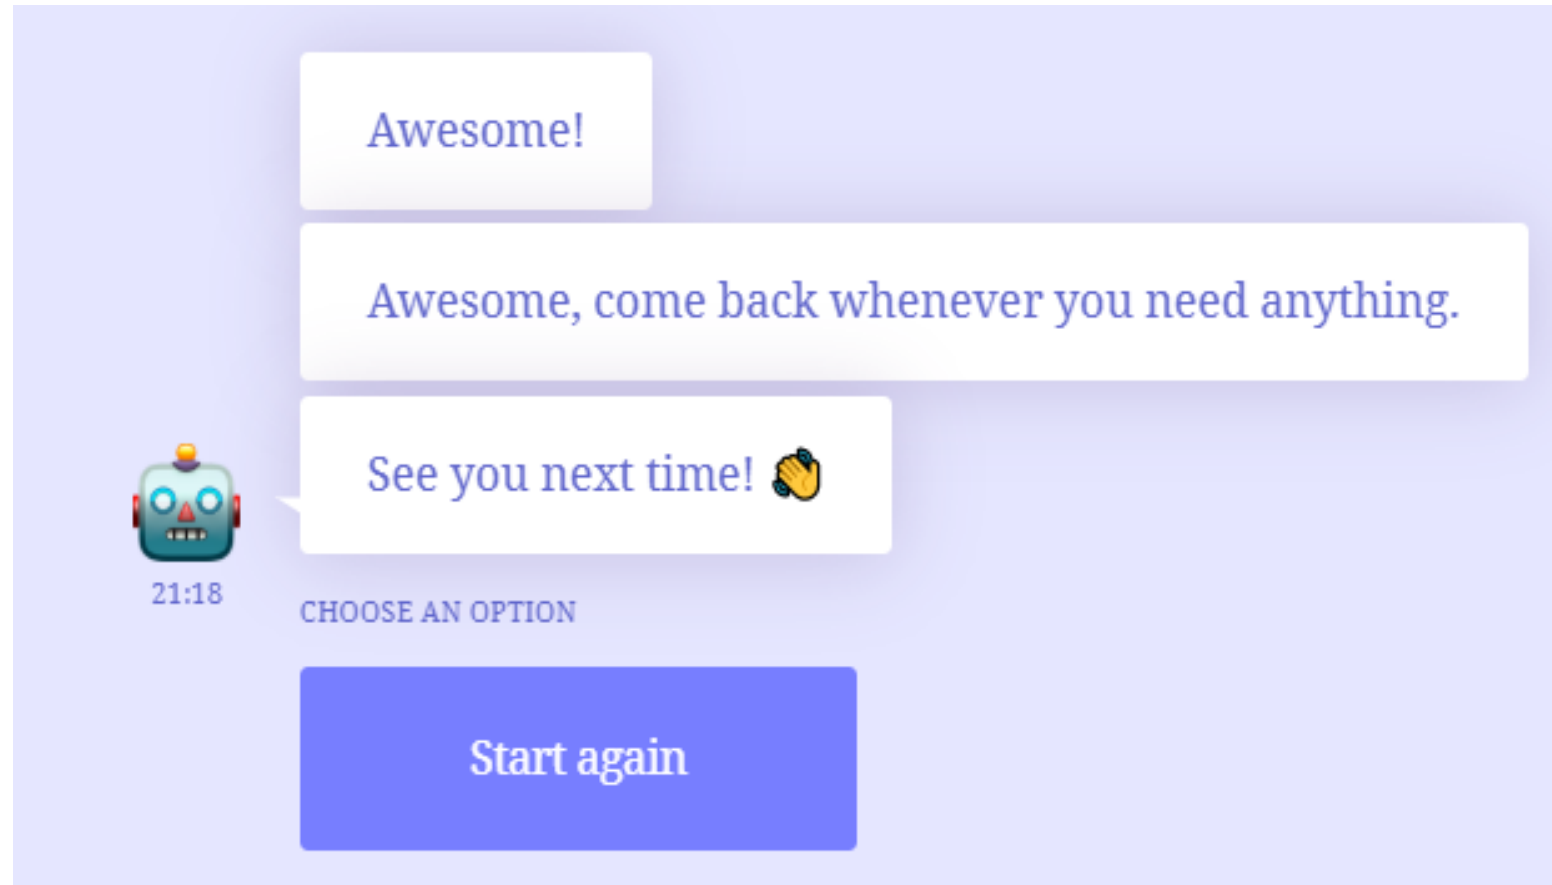 Awesome!
Awesome, come back whenever you need anything.
See you next time! 👋
21:18
CHOOSE AN OPTION
Start again